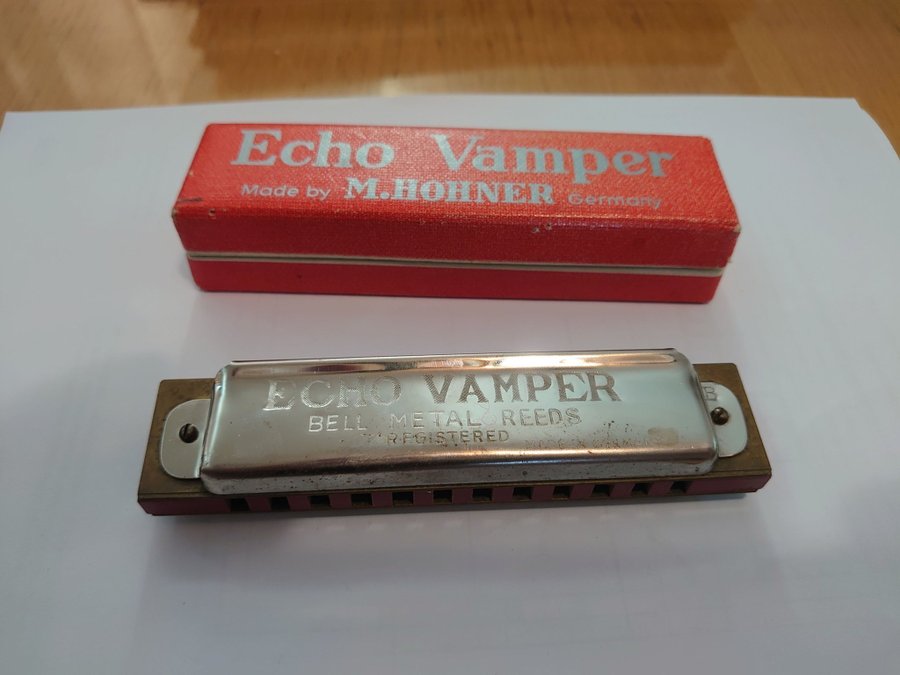 Echo Vamper
Made by M.HOHNER Germany
ECHO VAMPER
BELL METAL REEDS
REGISTERED
B